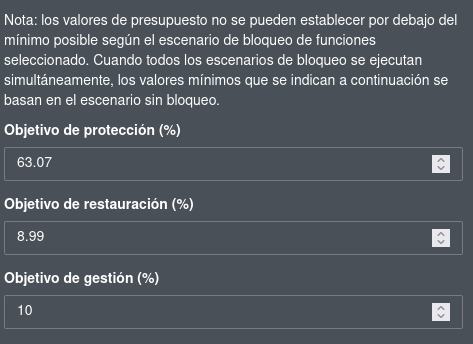 Nota: los valores de presupuesto no se pueden establecer por debajo del
mínimo posible según el escenario de bloqueo de funciones
seleccionado. Cuando todos los escenarios de bloqueo se ejecutan
simultáneamente, los valores mínimos que se indican a continuación se
basan en el escenario sin bloqueo.
Objetivo de protección (%)
63.07
Objetivo de restauración (%)
8.99
Objetivo de gestión (%)
10